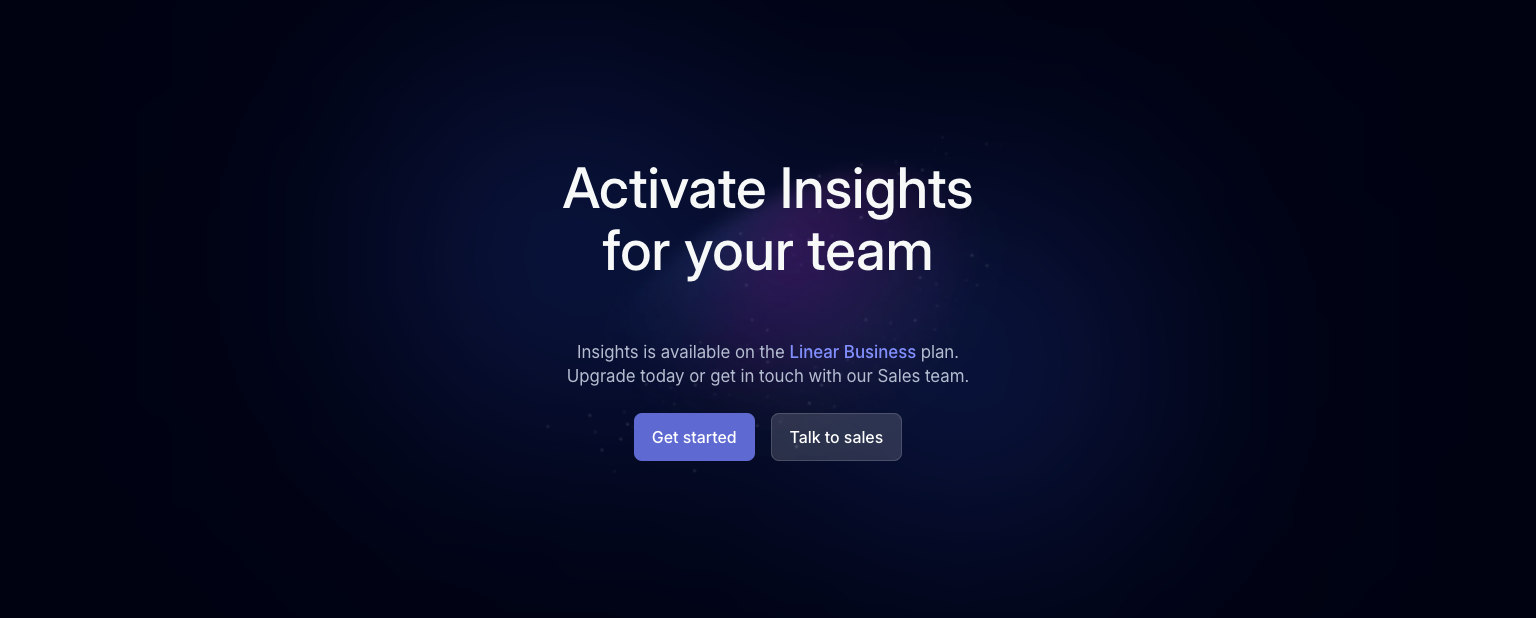 Activate Insights
for your team
Insights is available on the Linear Business plan.
Upgrade today or get in touch with our Sales team.
Get started
Talk to sales